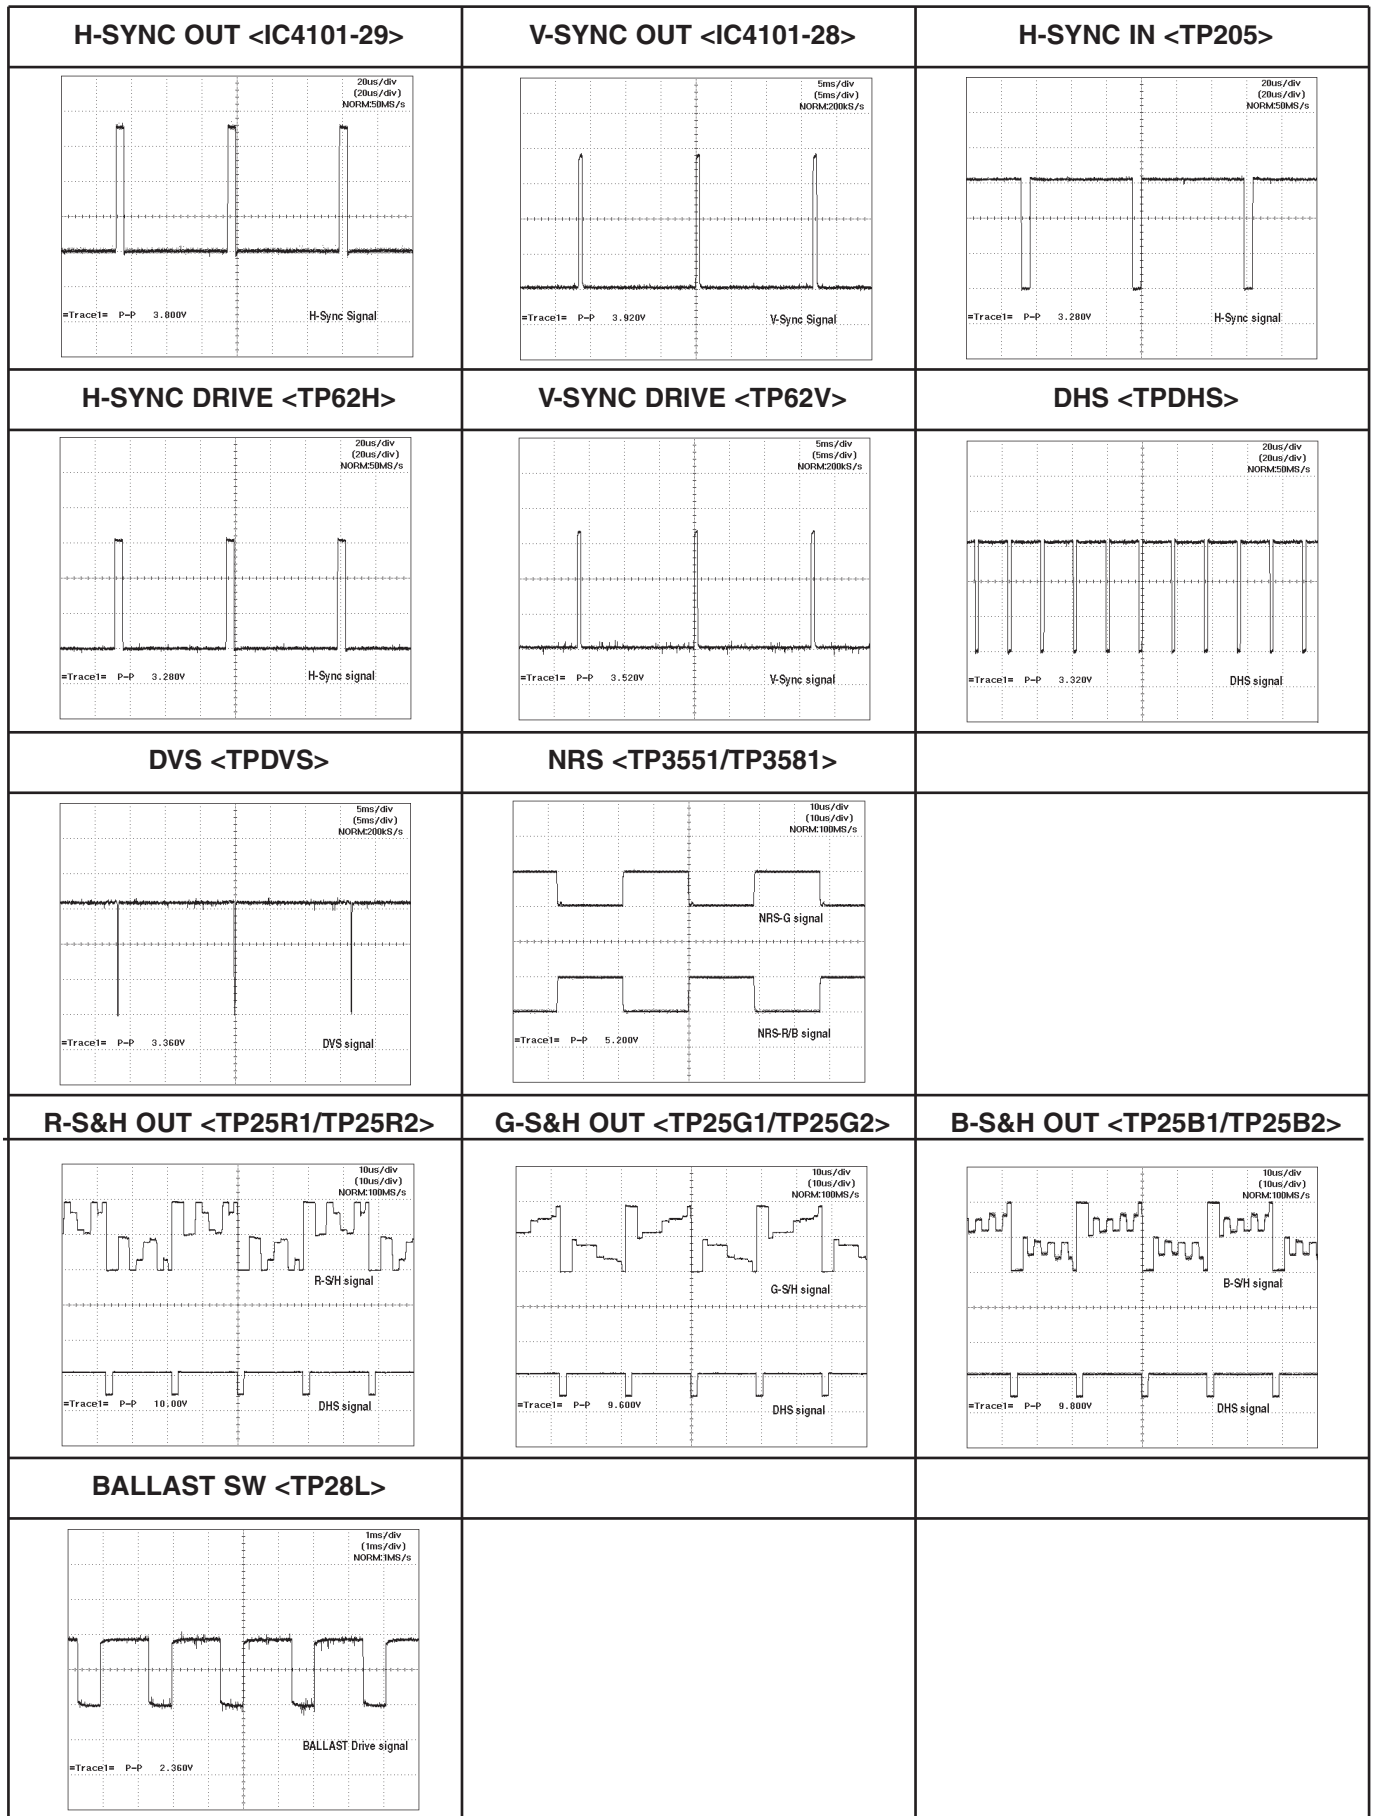 H-SYNC OUT <IC4101-29>
V-SYNC OUT <IC4101-28>
H-SYNC IN <TP205>
20us/div
(20us/div)
NORM:50MS/s
=Trace1= P-P 3.800V
H-Sync Signal
5ms/div
(5ms/div)
NORM:200kS/s
=Trace1= P-P 3.920V
V-Sync Signal
20us/div
(20us/div)
NORM:50MS/s
=Trace1= P-P 3.280V
H-Sync signal
H-SYNC DRIVE <TP62H>
V-SYNC DRIVE <TP62V>
DHS <TPDHS>
20us/div
(20us/div)
NORM:50MS/s
=Trace1= P-P 3.280V
H-Sync signal
5ms/div
(5ms/div)
NORM:200kS/s
=Trace1= P-P 3.520V
V-Sync signal
20us/div
(20us/div)
NORM:50MS/s
=Trace1= P-P 3.320V
DHS signal
DVS <TPDVS>
NRS <TP3551/TP3581>
5ms/div
(5ms/div)
NORM:200kS/s
=Trace1= P-P 3.360V
DVS signal
10us/div
(10us/div)
NORM:100MS/s
NRS-G signal
NRS-R/B signal
=Trace1= P-P 5.200V
R-S&H OUT <TP25R1/TP25R2>
G-S&H OUT <TP25G1/TP25G2>
B-S&H OUT <TP25B1/TP25B2>
10us/div
(10us/div)
NORM:100MS/s
R-S/H signal
=Trace1= P-P 10.00V
DHS signal
10us/div
(10us/div)
NORM:100MS/s
G-S/H signal
=Trace1= P-P 9.600V
DHS signal
10us/div
(10us/div)
NORM:100MS/s
B-S/H signal
=Trace1= P-P 9.800V
DHS signal
BALLAST SW <TP28L>
1ms/div
(1ms/div)
NORM:1MS/s
BALLAST Drive signal
=Trace1= P-P 2.360V